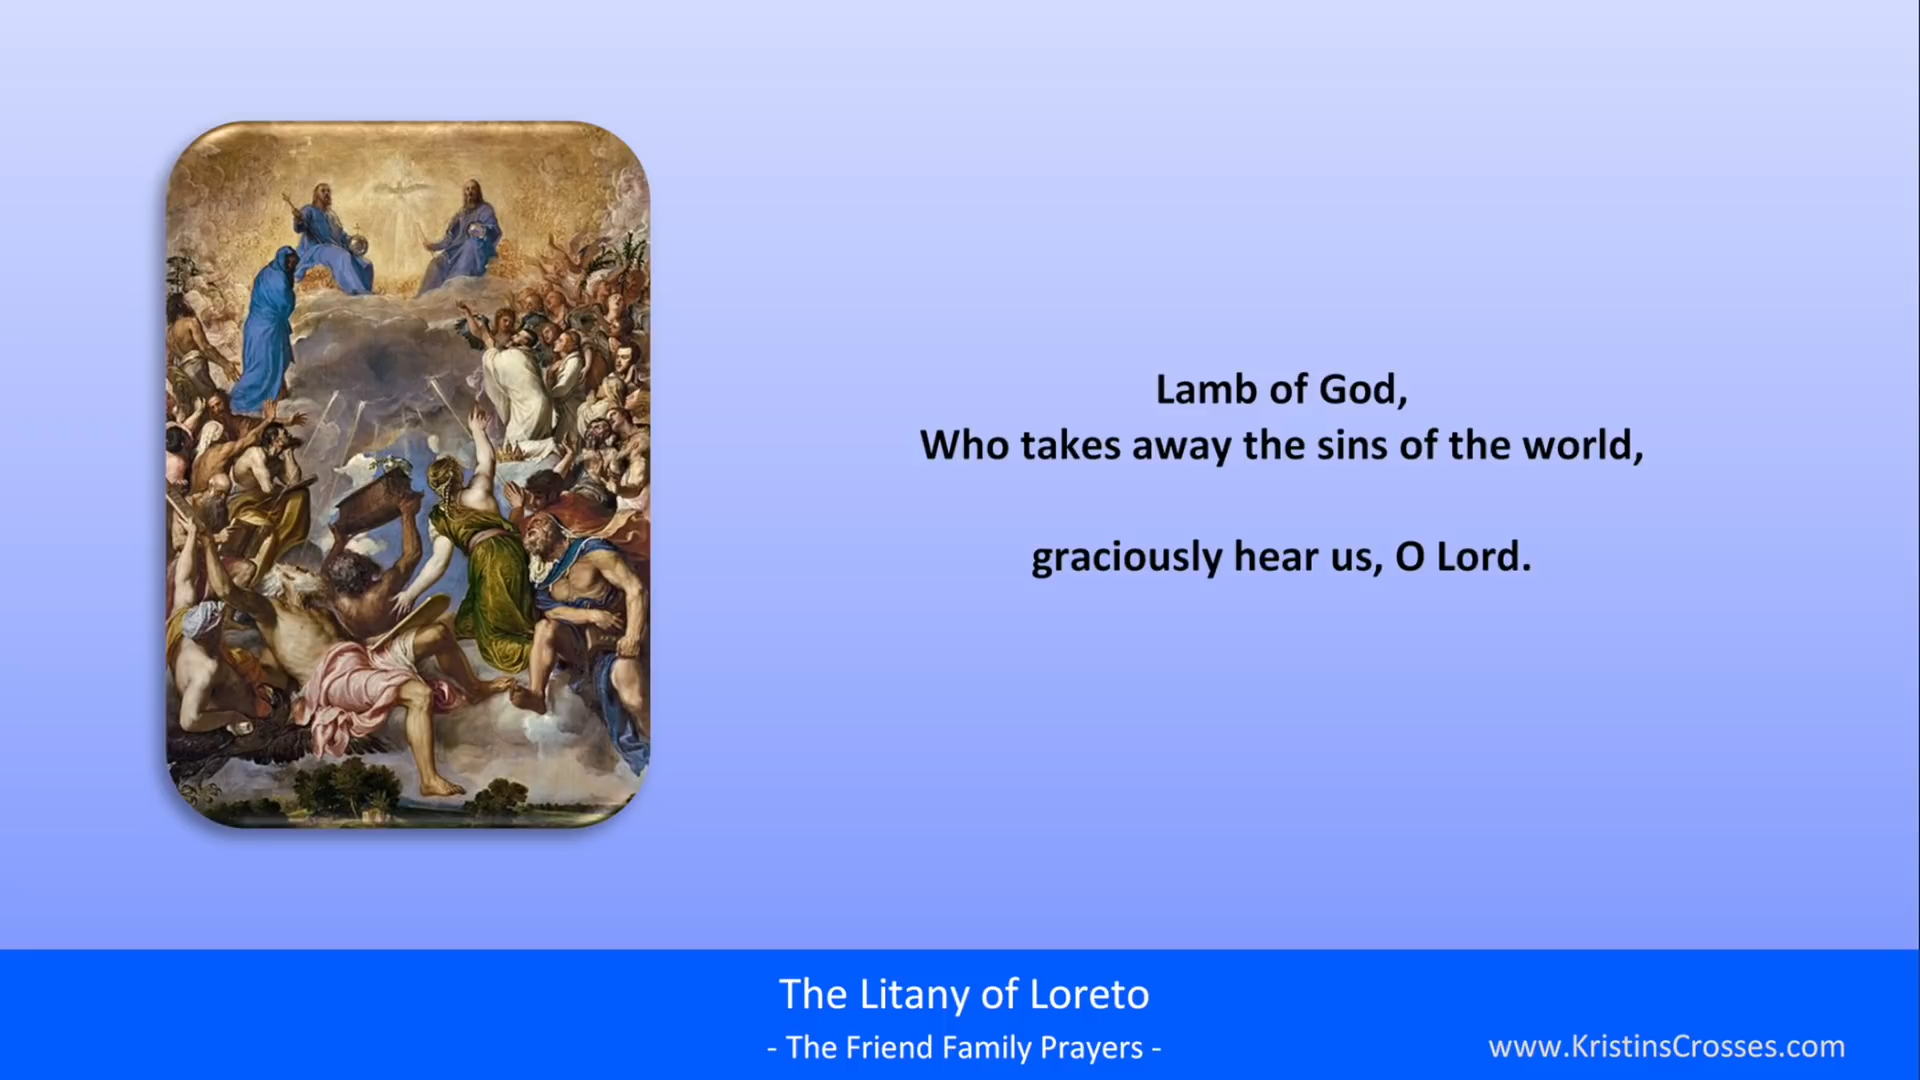 Lamb of God,
Who takes away the sins of the world,
graciously hear us, O Lord.
The Litany of Loreto
- The Friend Family Prayers -
www.KristinsCrosses.com